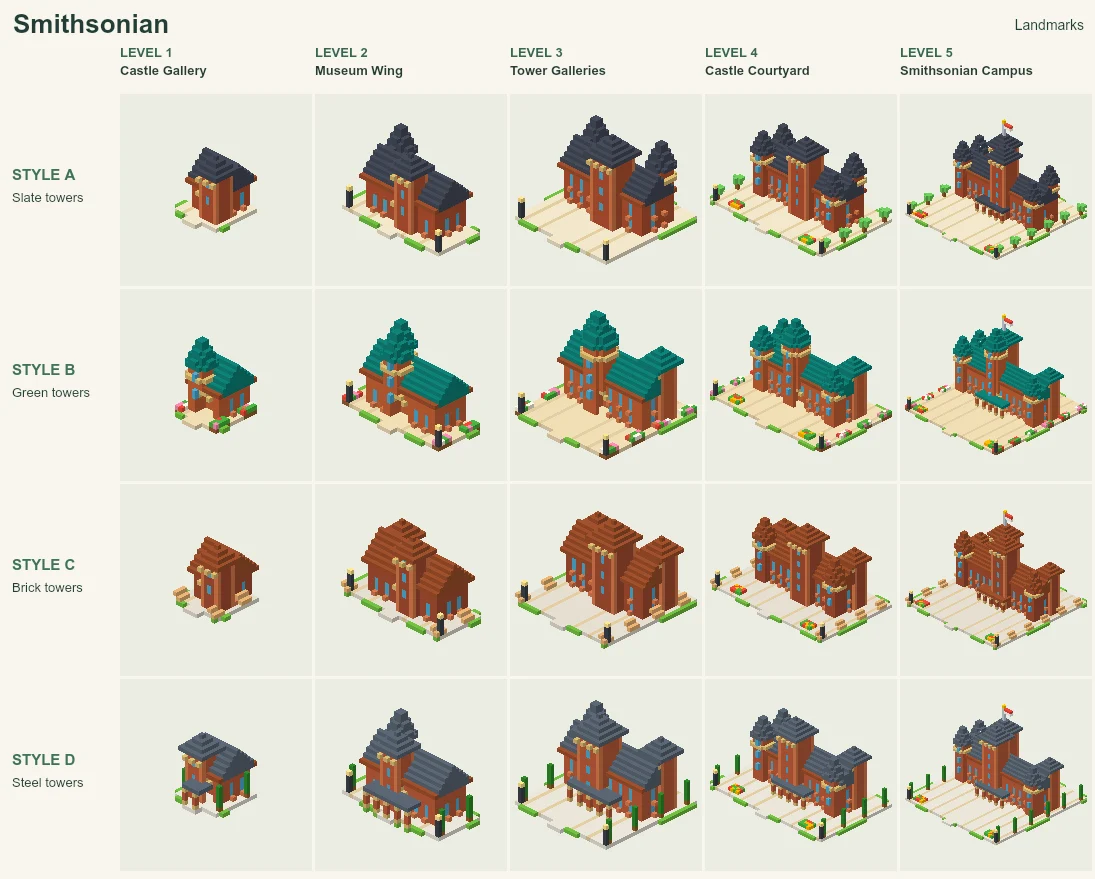 Smithsonian
Landmarks
LEVEL 1
Castle Gallery
LEVEL 2
Museum Wing
LEVEL 3
Tower Galleries
LEVEL 4
Castle Courtyard
LEVEL 5
Smithsonian Campus
STYLE A
Slate towers
STYLE B
Green towers
STYLE C
Brick towers
STYLE D
Steel towers